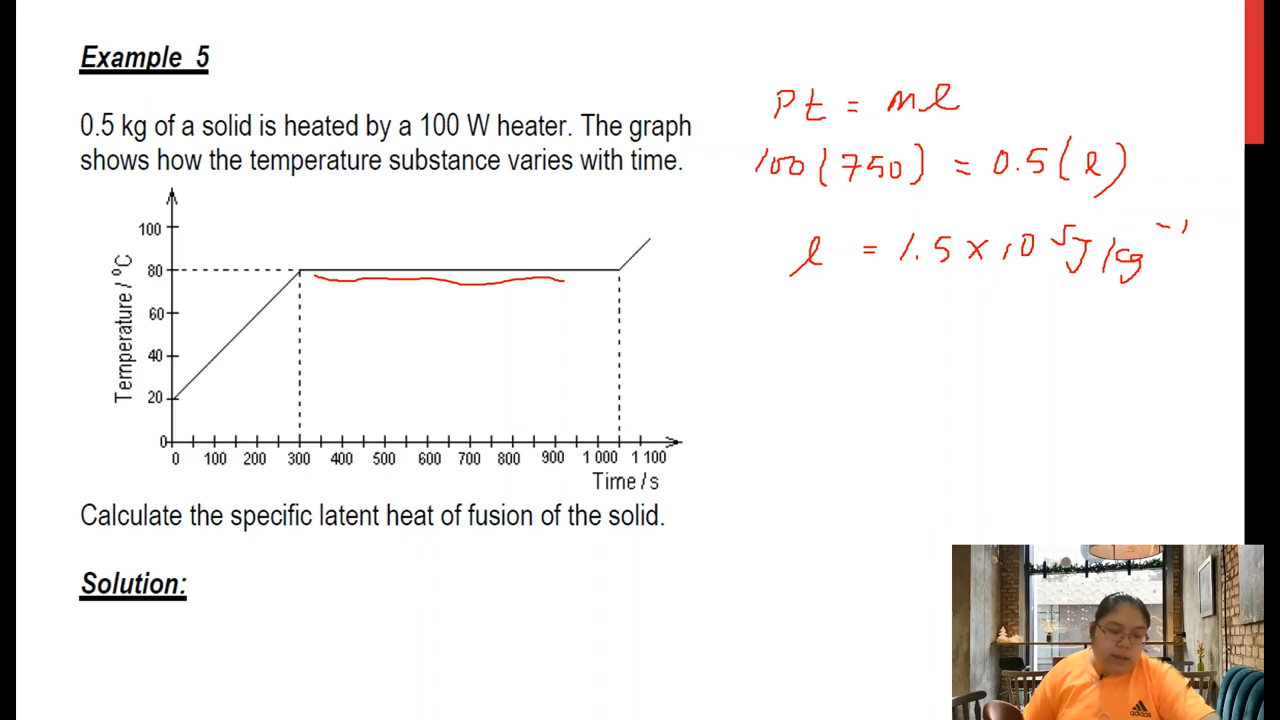 Example 5
0.5 kg of a solid is heated by a 100 W heater. The graph
shows how the temperature substance varies with time.
Pt = ml
100(750) = 0.5(l)
l = 1.5 × 10⁵ J kg⁻¹
Temperature / ⁰C
100
80
60
40
20
0
0 100 200 300 400 500 600 700 800 900 1 000 1 100
Time / s
Calculate the specific latent heat of fusion of the solid.
Solution:
adidas